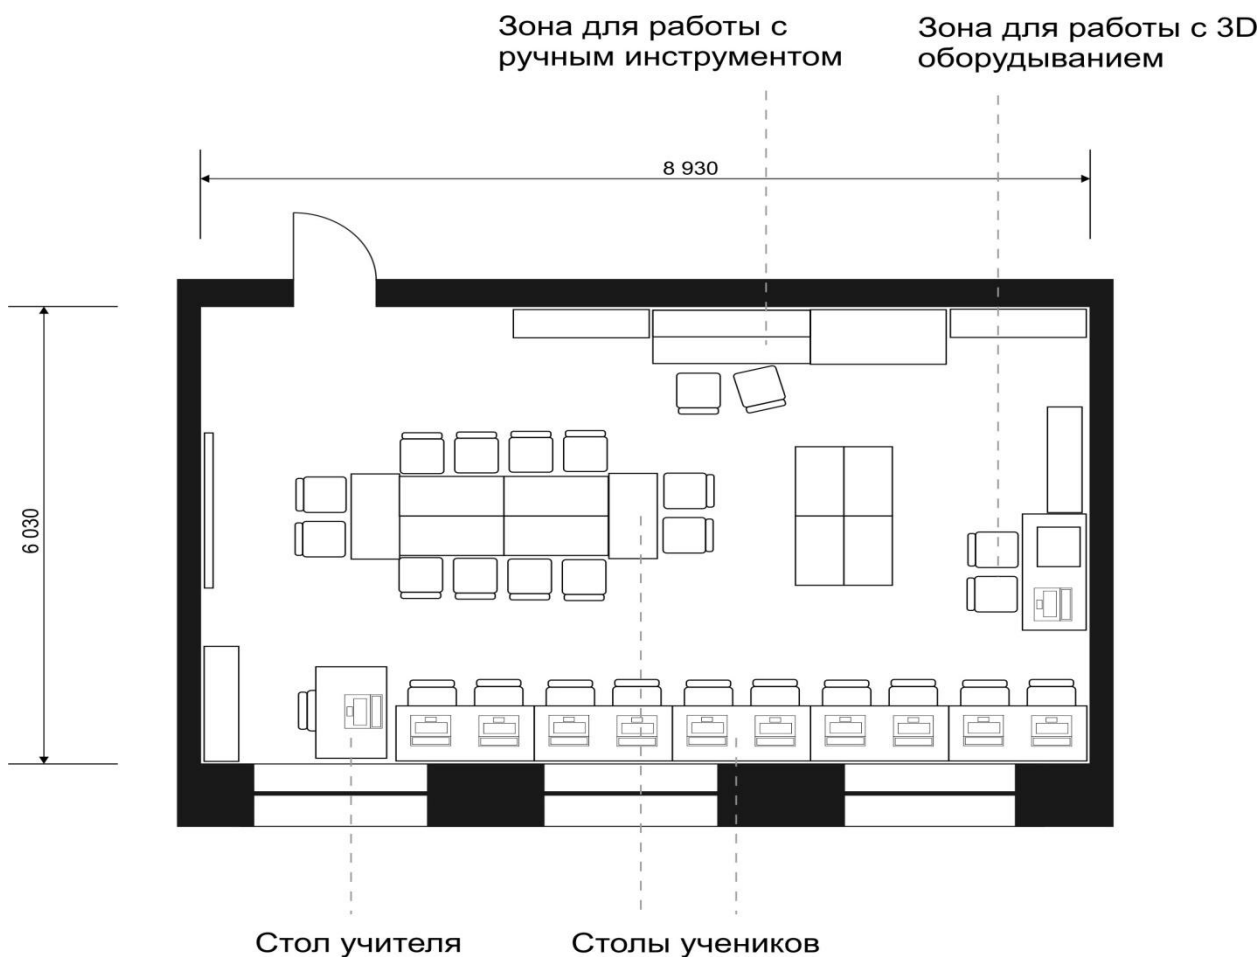 Зона для работы с
ручным инструментом
Зона для работы с 3D
оборудыванием
8 930
6 030
Стол учителя
Столы учеников